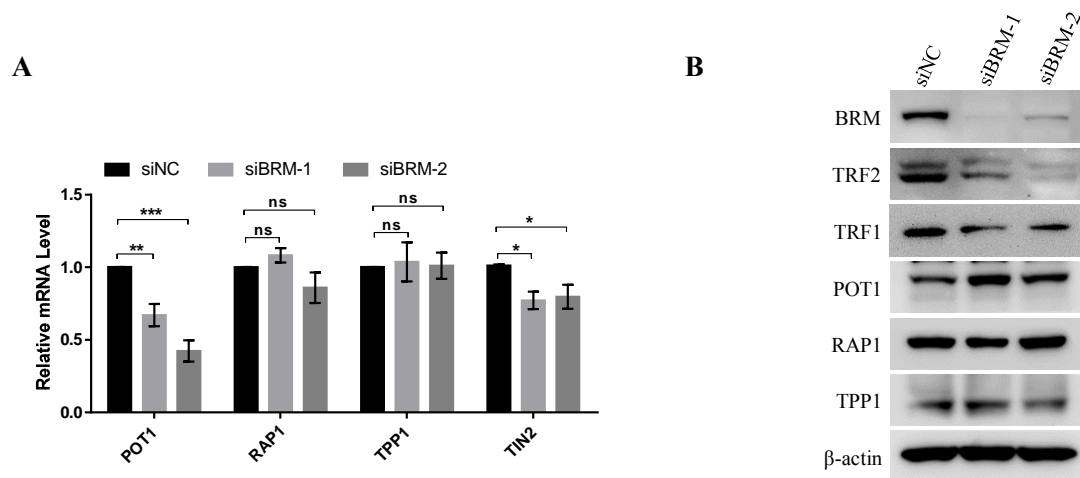 A
siNC siBRM-1 siBRM-2
Relative mRNA Level
1.5
1.0
0.5
0.0
*** 
**
ns
ns
ns
ns
*
*
POT1 RAP1 TPP1 TIN2
B
siNC siBRM-1 siBRM-2
BRM
TRF2
TRF1
POT1
RAP1
TPP1
β-actin